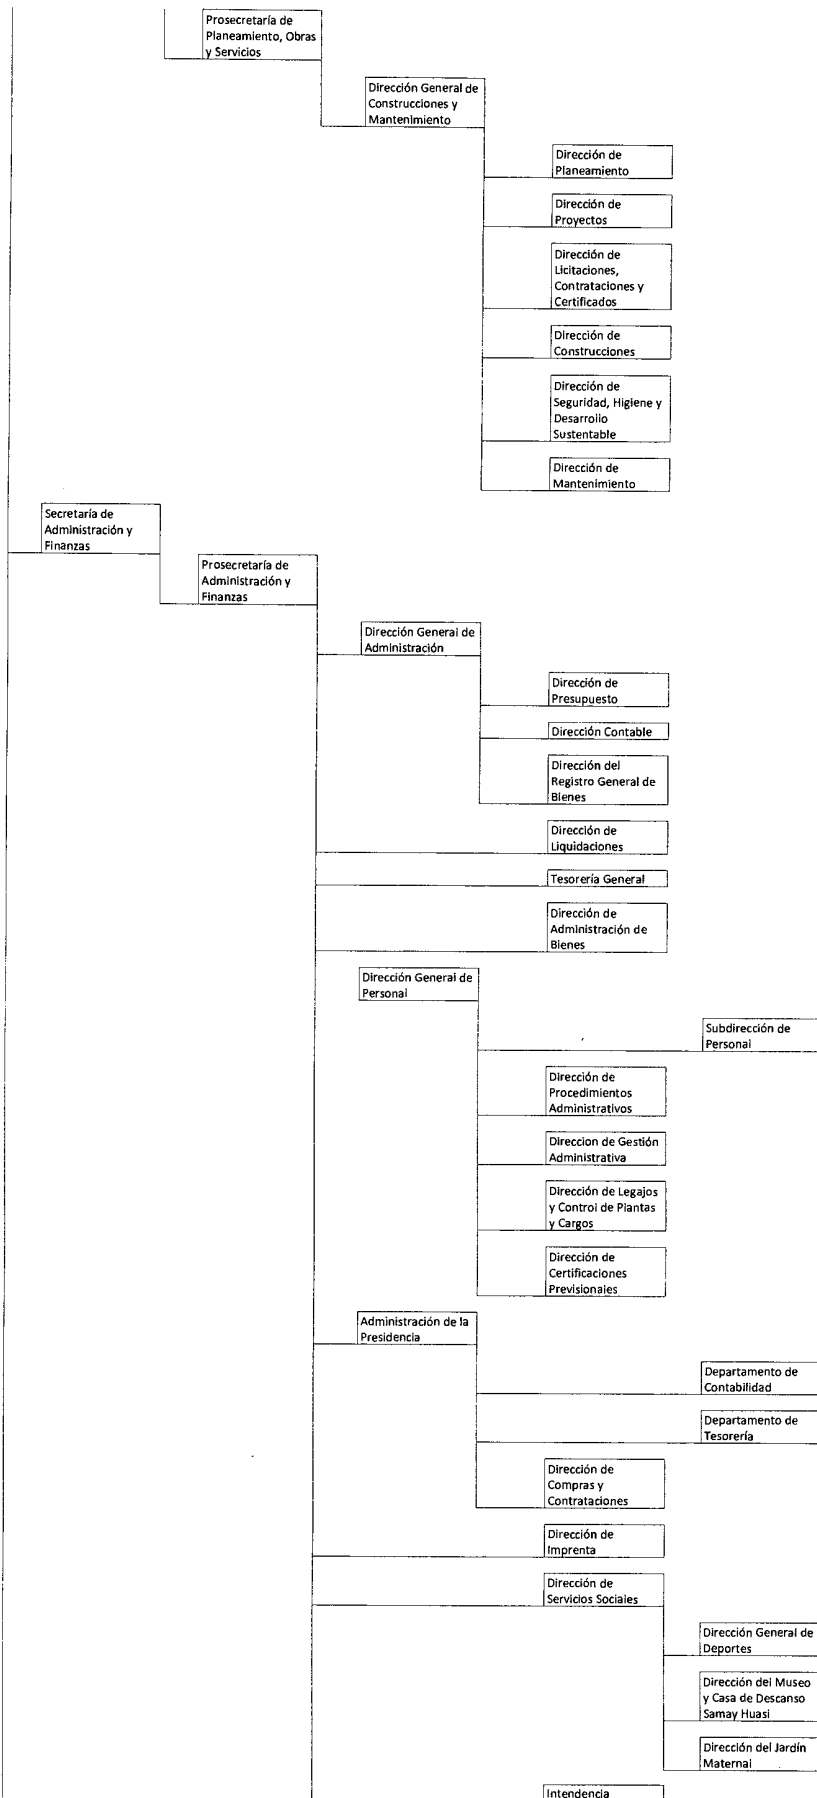 Prosecretaría de
Planeamiento, Obras
y Servicios
Dirección General de
Construcciones y
Mantenimiento
Dirección de
Planeamiento
Dirección de
Proyectos
Dirección de
Licitaciones,
Contrataciones y
Certificados
Dirección de
Construcciones
Dirección de
Seguridad, Higiene y
Desarrollo
Sustentable
Dirección de
Mantenimiento
Secretaría de
Administración y
Finanzas
Prosecretaría de
Administración y
Finanzas
Dirección General de
Administración
Dirección de
Presupuesto
Dirección Contable
Dirección del
Registro General de
Bienes
Dirección de
Liquidaciones
Tesorería General
Dirección de
Administración de
Bienes
Dirección General de
Personal
Subdirección de
Personal
Dirección de
Procedimientos
Administrativos
Direccion de Gestión
Administrativa
Dirección de Legajos
y Control de Plantas
y Cargos
Dirección de
Certificaciones
Previsionales
Administración de la
Presidencia
Departamento de
Contabilidad
Departamento de
Tesorería
Dirección de
Compras y
Contrataciones
Dirección de
Imprenta
Dirección de
Servicios Sociales
Dirección General de
Deportes
Dirección del Museo
y Casa de Descanso
Samay Huasi
Dirección del Jardín
Maternal
Intendencia